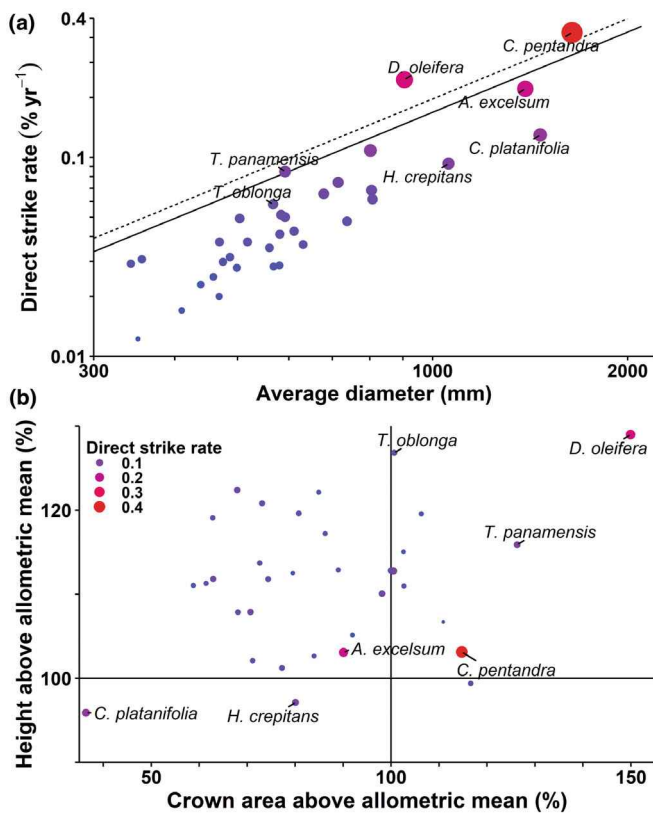 (a)
0.4
C. pentandra
D. oleifera
A. excelsum
C. platanifolia
T. panamensis
H. crepitans
T. oblonga
0.1
0.01
Direct strike rate (% yr⁻¹)
300
1000
2000
Average diameter (mm)
(b)
Direct strike rate
0.1
0.2
0.3
0.4
T. oblonga
D. oleifera
T. panamensis
A. excelsum
C. pentandra
C. platanifolia
H. crepitans
120
100
Height above allometric mean (%)
50
100
150
Crown area above allometric mean (%)